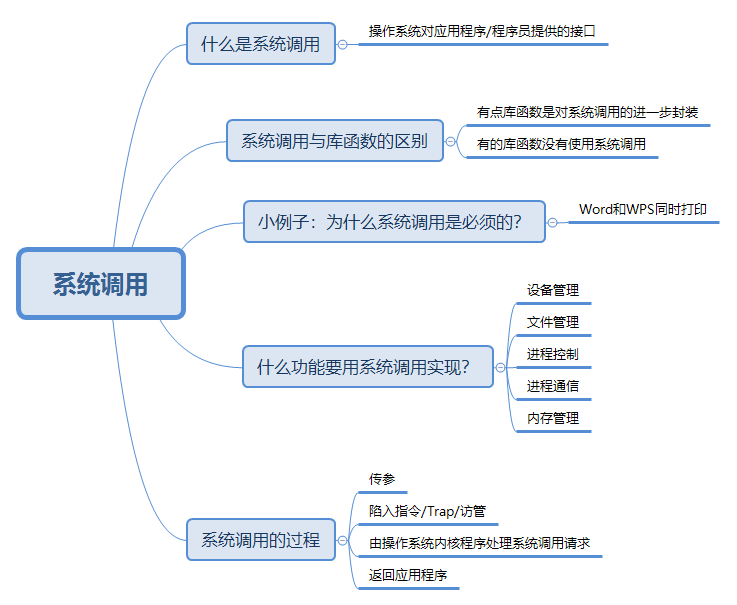 什么是系统调用
操作系统对应用程序/程序员提供的接口
系统调用与库函数的区别
有点库函数是对系统调用的进一步封装
有的库函数没有使用系统调用
小例子：为什么系统调用是必须的？
Word和WPS同时打印
系统调用
什么功能要用系统调用实现？
设备管理
文件管理
进程控制
进程通信
内存管理
系统调用的过程
传参
陷入指令/Trap/访管
由操作系统内核程序处理系统调用请求
返回应用程序